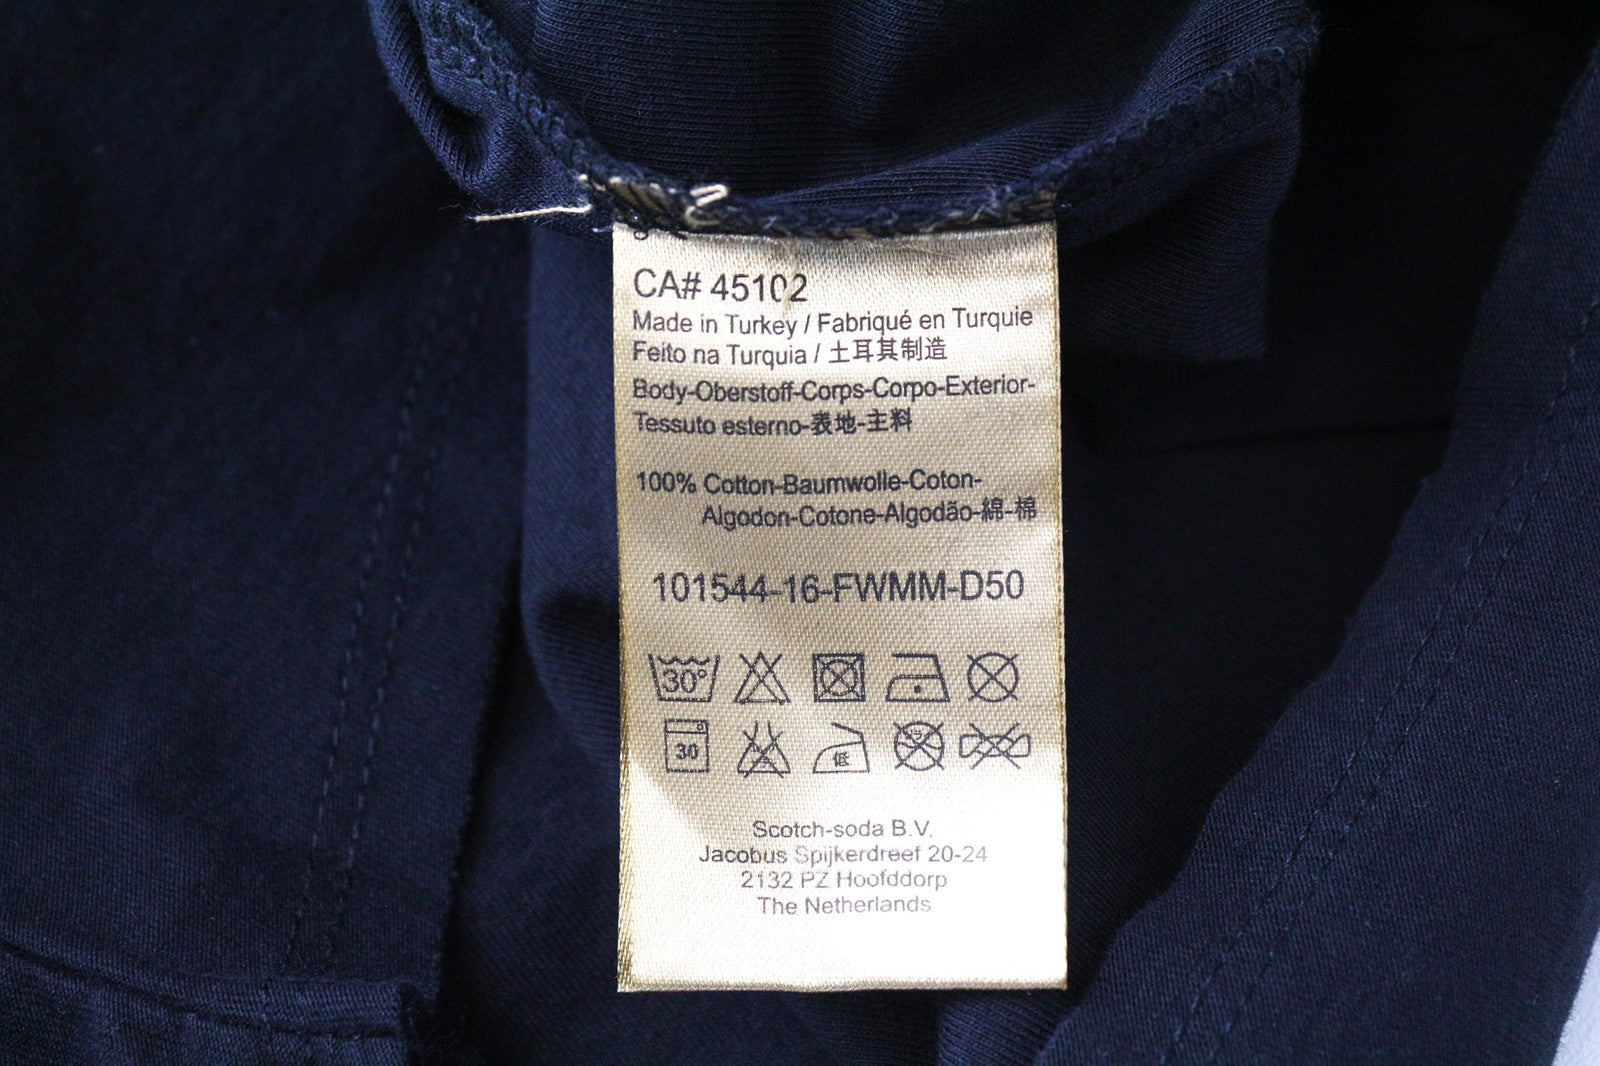 CA# 45102
Made in Turkey / Fabriqué en Turquie
Feito na Turquia / 土耳其制造
Body-Oberstoff-Corps-Corpo-Exterior-
Tessuto esterno-表地-主料
100% Cotton-Baumwolle-Coton-
Algodon-Cotone-Algodão-綿-棉
101544-16-FWMM-D50
30°
30
低
Scotch-soda B.V.
Jacobus Spijkerdreef 20-24
2132 PZ Hoofddorp
The Netherlands